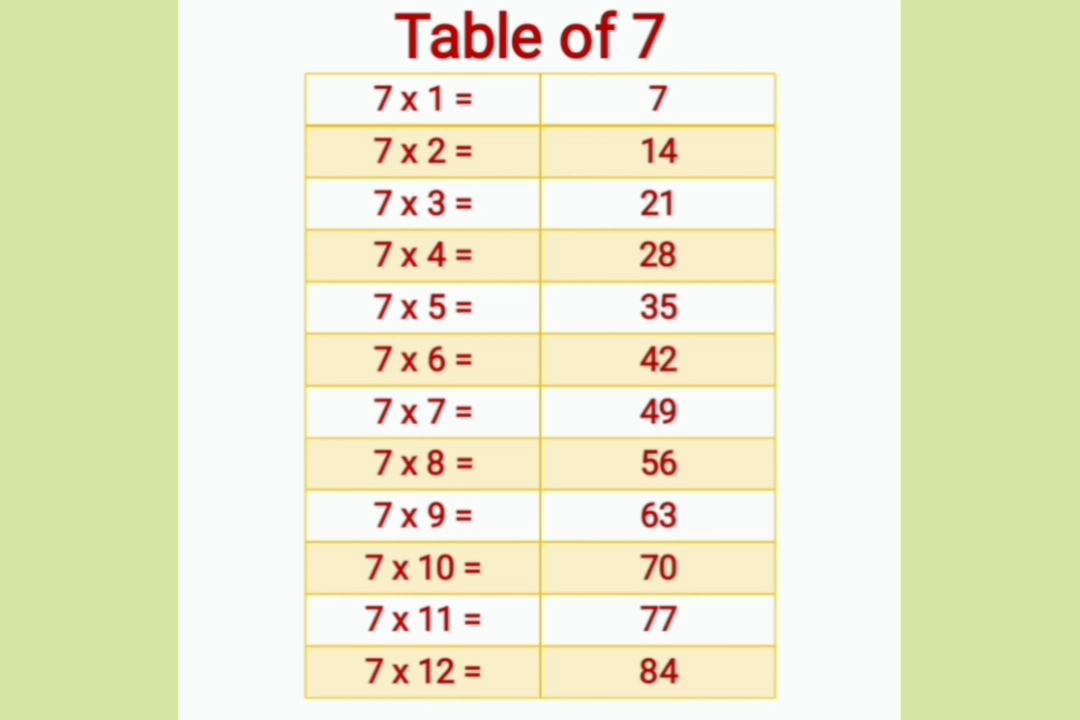 Table of 7
7 x 1 = 7
7 x 2 = 14
7 x 3 = 21
7 x 4 = 28
7 x 5 = 35
7 x 6 = 42
7 x 7 = 49
7 x 8 = 56
7 x 9 = 63
7 x 10 = 70
7 x 11 = 77
7 x 12 = 84